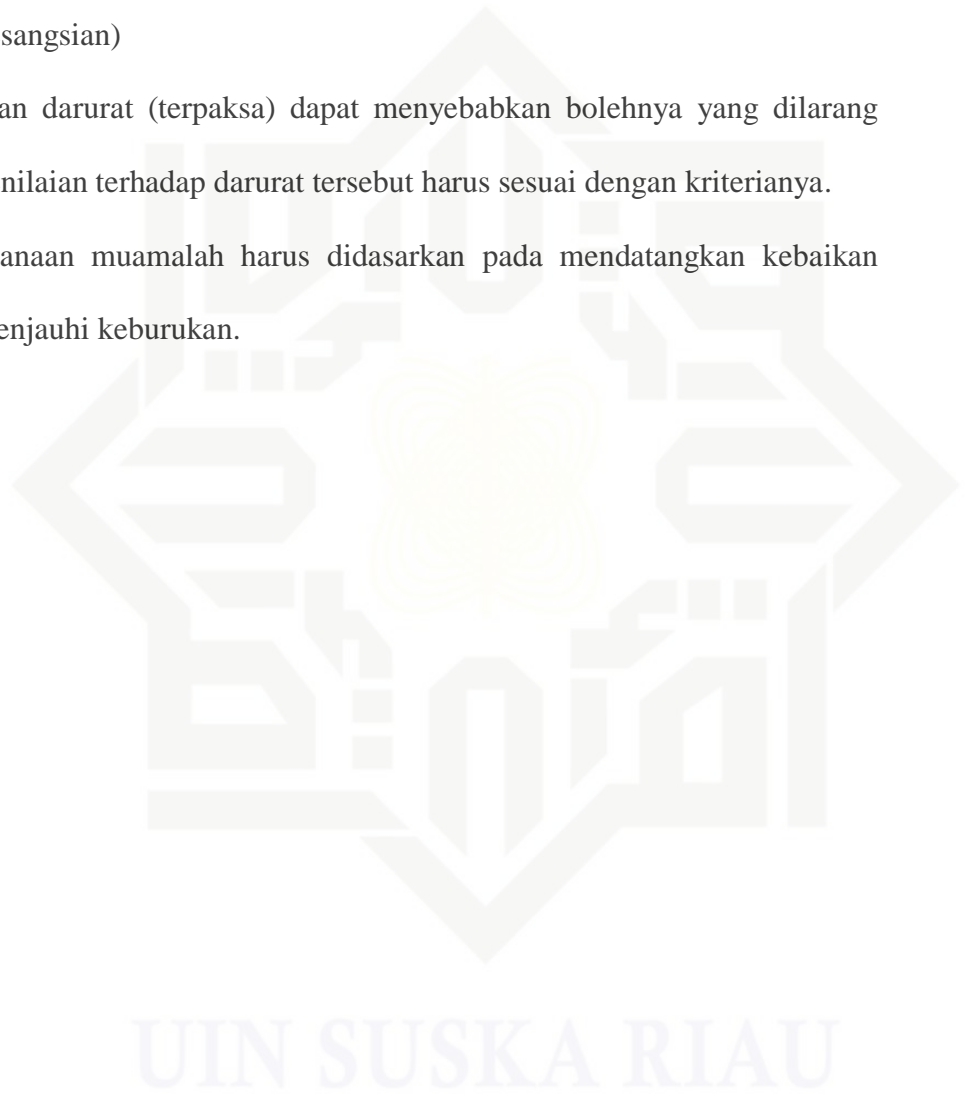 sangsian)
an darurat (terpaksa) dapat menyebabkan bolehnya yang dilarang
nilaian terhadap darurat tersebut harus sesuai dengan kriterianya.
anaan muamalah harus didasarkan pada mendatangkan kebaikan
enjauhi keburukan.
UIN SUSKA RIAU